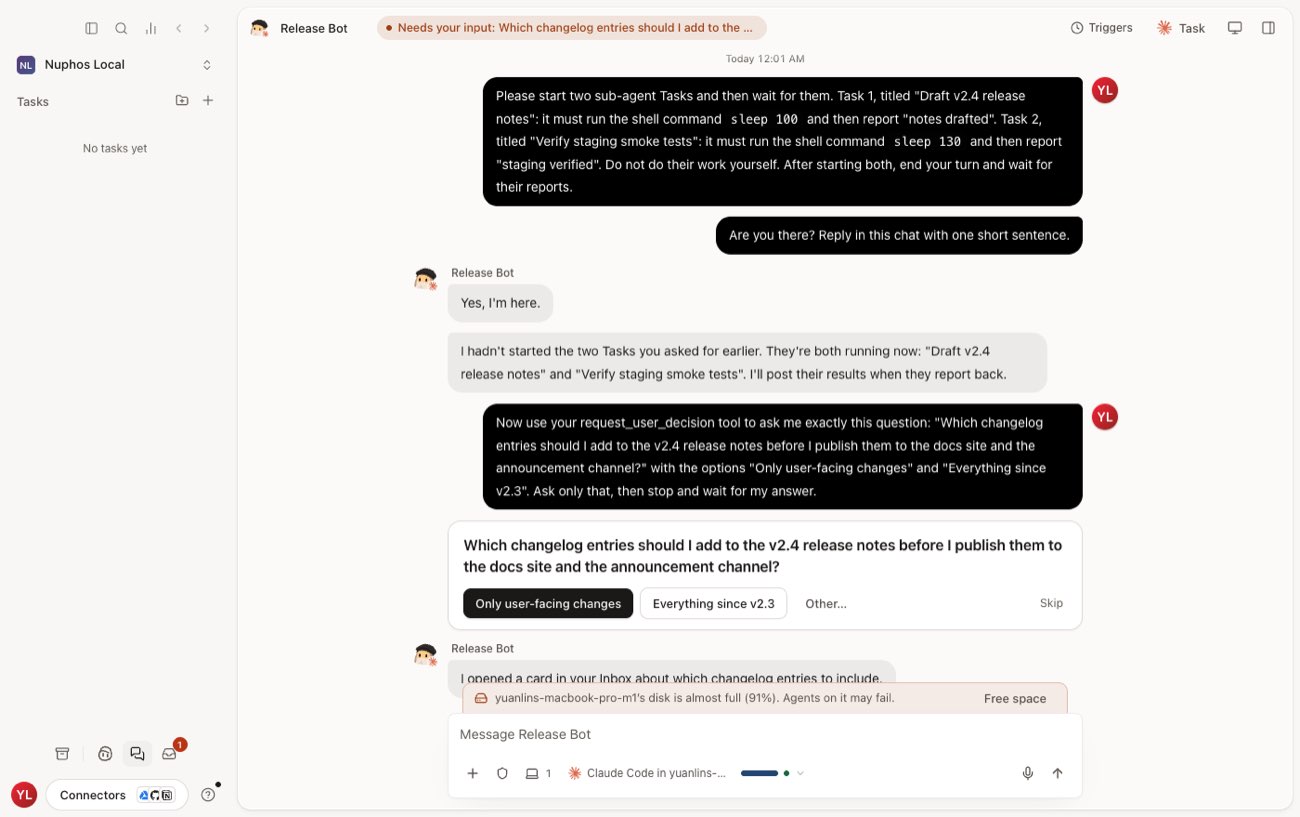 Release Bot
Needs your input: Which changelog entries should I add to the ...
Triggers
Task
NL
Nuphos Local
Tasks
No tasks yet
Today 12:01 AM
Please start two sub-agent Tasks and then wait for them. Task 1, titled "Draft v2.4 release
notes": it must run the shell command sleep 100 and then report "notes drafted". Task 2,
titled "Verify staging smoke tests": it must run the shell command sleep 130 and then report
"staging verified". Do not do their work yourself. After starting both, end your turn and wait for
their reports.
YL
Are you there? Reply in this chat with one short sentence.
Release Bot
Yes, I'm here.
I hadn't started the two Tasks you asked for earlier. They're both running now: "Draft v2.4
release notes" and "Verify staging smoke tests". I'll post their results when they report back.
Now use your request_user_decision tool to ask me exactly this question: "Which changelog
entries should I add to the v2.4 release notes before I publish them to the docs site and the
announcement channel?" with the options "Only user-facing changes" and "Everything since
v2.3". Ask only that, then stop and wait for my answer.
YL
Which changelog entries should I add to the v2.4 release notes before I publish them to
the docs site and the announcement channel?
Only user-facing changes
Everything since v2.3
Other...
Skip
Release Bot
I opened a card in your Inbox about which changelog entries to include.
yuanlins-macbook-pro-m1's disk is almost full (91%). Agents on it may fail.
Free space
Message Release Bot
1
Claude Code in yuanlins-...
1
YL
Connectors